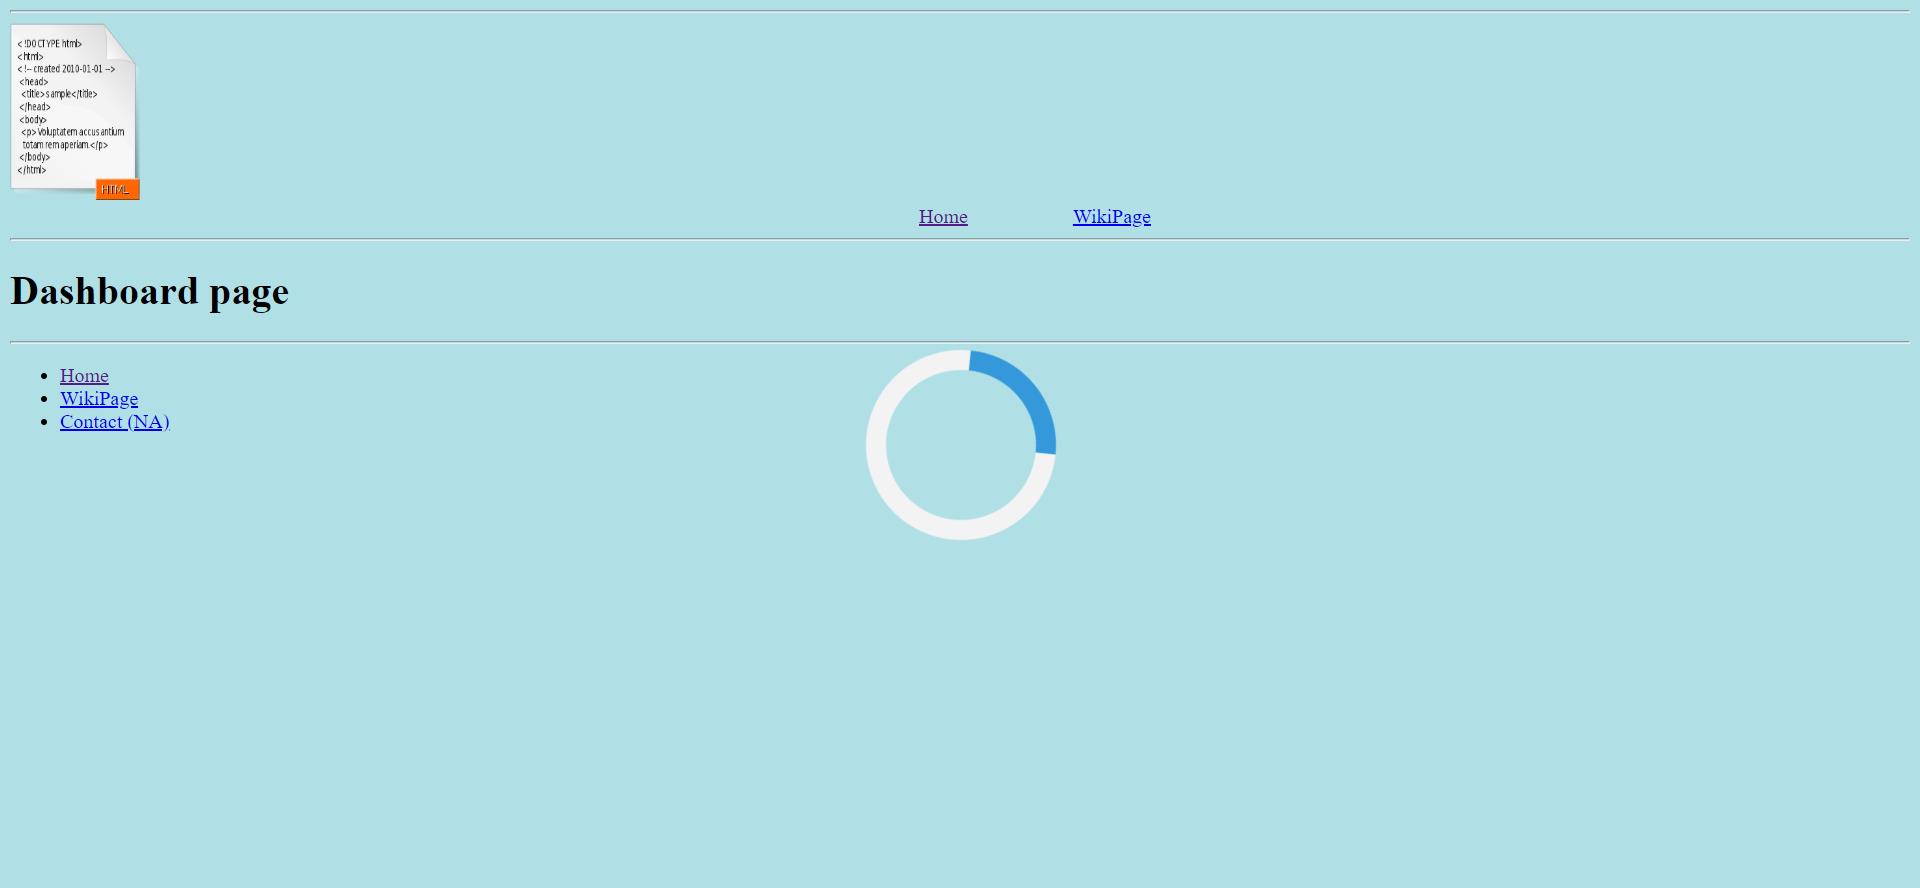 <!DOCTYPE html>
<html>
<!-- created 2010-01-01 -->
<head>
<title>sample</title>
</head>
<body>
<p>Voluptatem accusantium
totam rem aperiam.</p>
</body>
</html>
HTML
Home WikiPage
Dashboard page
Home
WikiPage
Contact (NA)